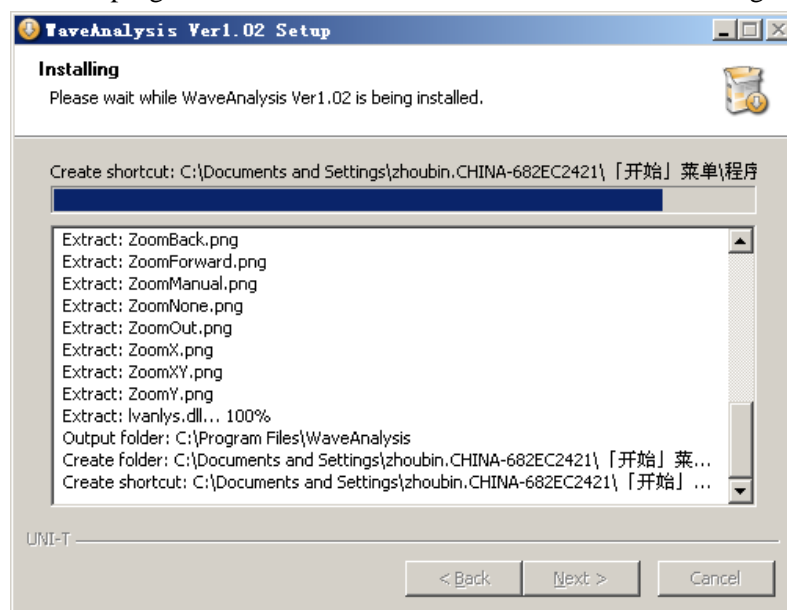 WaveAnalysis Ver1.02 Setup
Installing
Please wait while WaveAnalysis Ver1.02 is being installed.
Create shortcut: C:\Documents and Settings\zhoubin.CHINA-682EC2421\「开始」菜单\程序
Extract: ZoomBack.png
Extract: ZoomForward.png
Extract: ZoomManual.png
Extract: ZoomNone.png
Extract: ZoomOut.png
Extract: ZoomX.png
Extract: ZoomXY.png
Extract: ZoomY.png
Extract: lvanlys.dll... 100%
Output folder: C:\Program Files\WaveAnalysis
Create folder: C:\Documents and Settings\zhoubin.CHINA-682EC2421\「开始」菜...
Create shortcut: C:\Documents and Settings\zhoubin.CHINA-682EC2421\「开始」...
UNI-T
< Back Next > Cancel